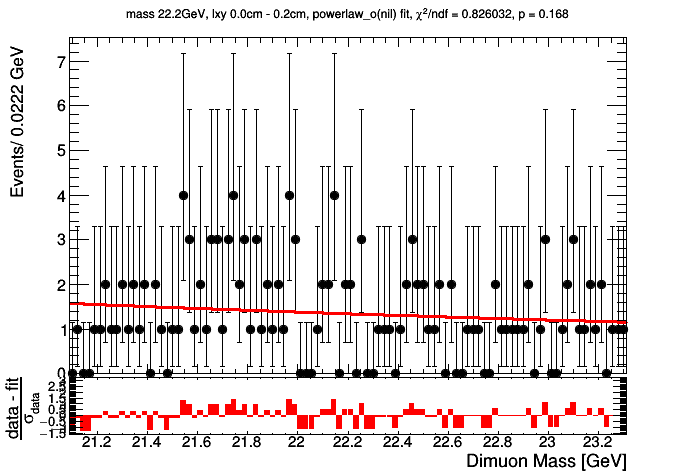 mass 22.2GeV, lxy 0.0cm - 0.2cm, powerlaw_o(nil) fit, χ²/ndf = 0.826032, p = 0.168
Events/ 0.0222 GeV
7
6
5
4
3
2
1
0
data - fit
σdata
21.2 21.4 21.6 21.8 22 22.2 22.4 22.6 22.8 23 23.2
Dimuon Mass [GeV]